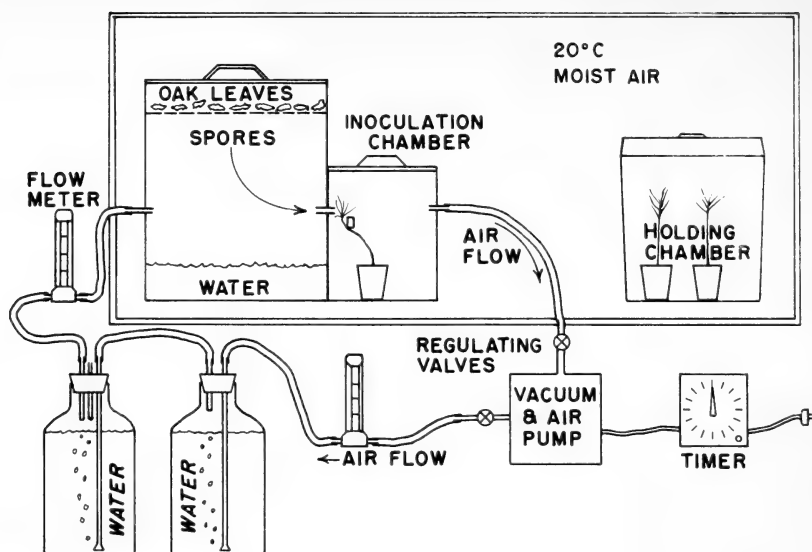 20°C
MOIST AIR
OAK LEAVES
SPORES
INOCULATION
CHAMBER
FLOW
METER
AIR
FLOW
HOLDING
CHAMBER
WATER
REGULATING
VALVES
VACUUM
& AIR
PUMP
TIMER
← AIR FLOW
WATER
WATER